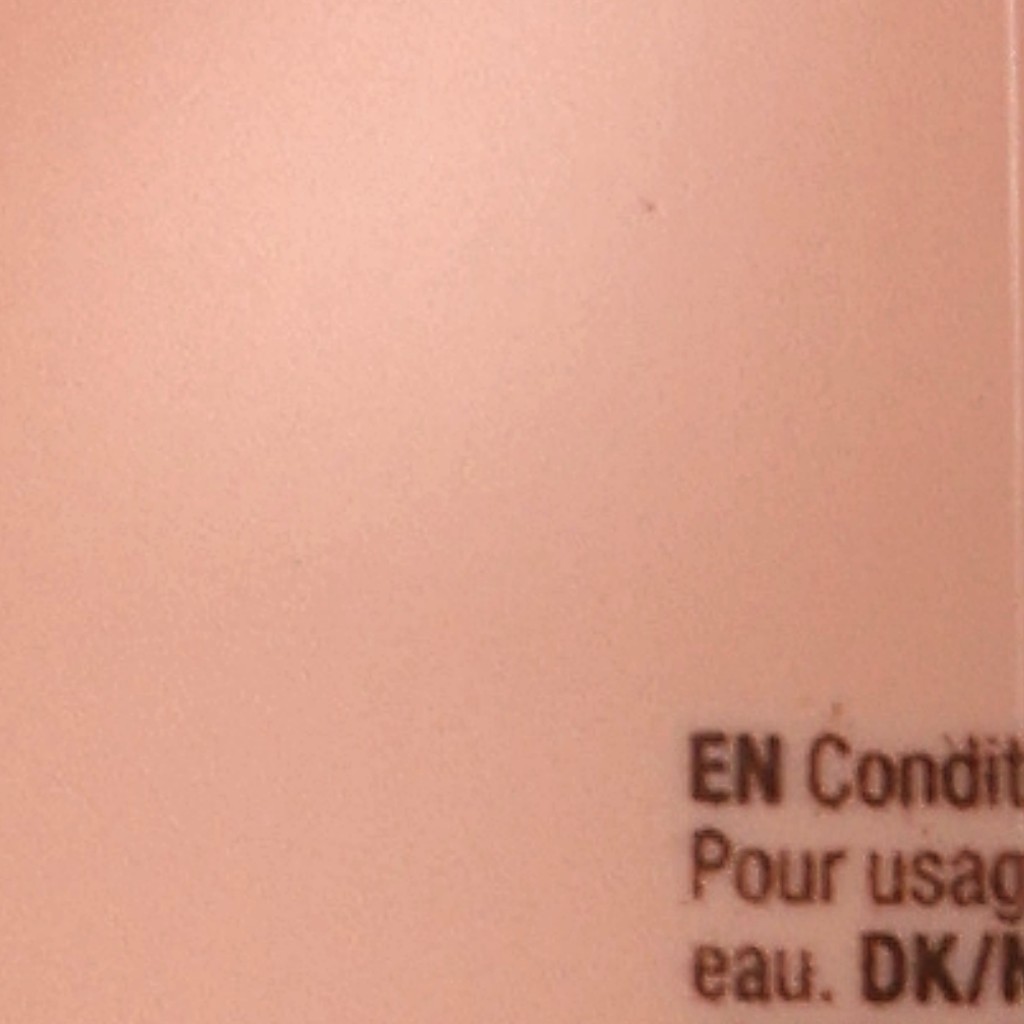 EN Condit
Pour usag
eau. DK/